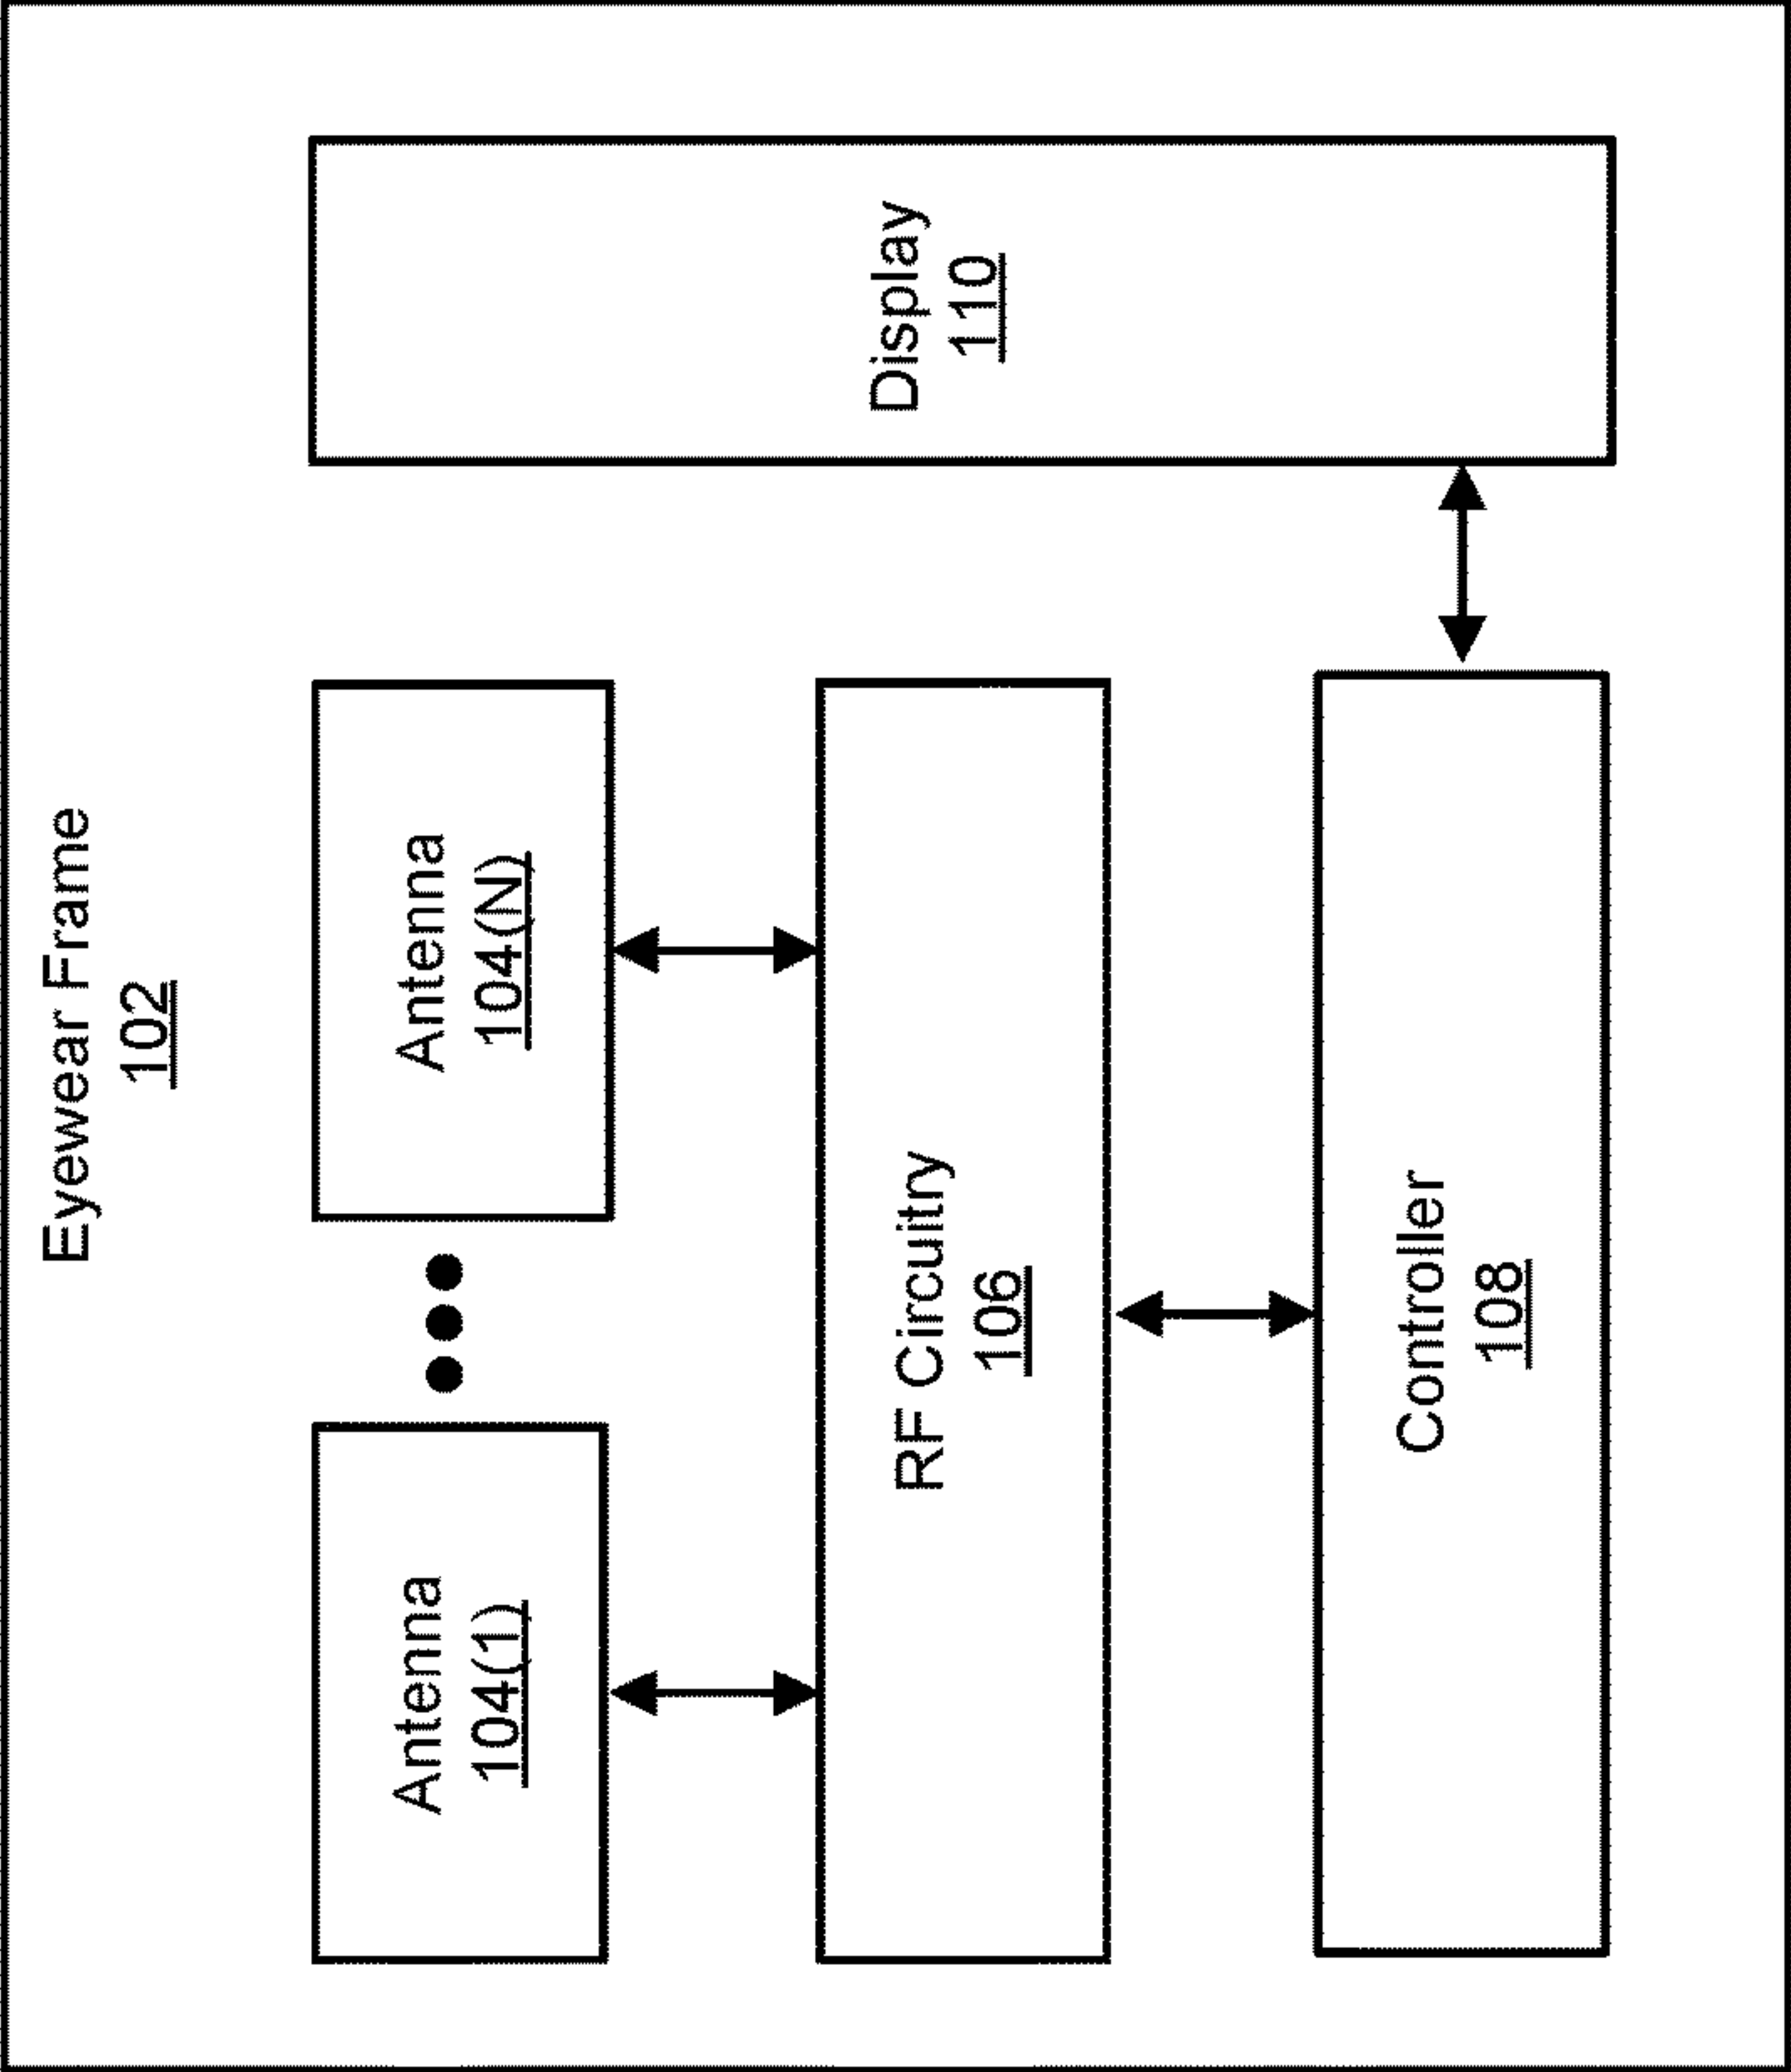 Eyewear Frame
102
Antenna
104(1)
Antenna
104(N)
RF Circuitry
106
Controller
108
Display
110